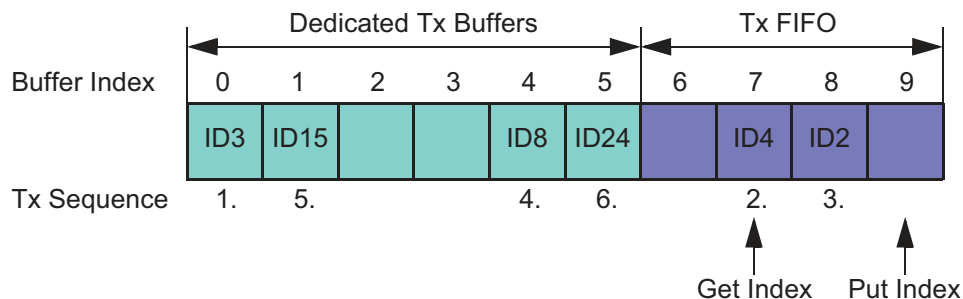 Dedicated Tx Buffers Tx FIFO
Buffer Index 0 1 2 3 4 5 6 7 8 9
ID3 ID15 ID8 ID24 ID4 ID2
Tx Sequence 1. 5. 4. 6. 2. 3.
Get Index Put Index